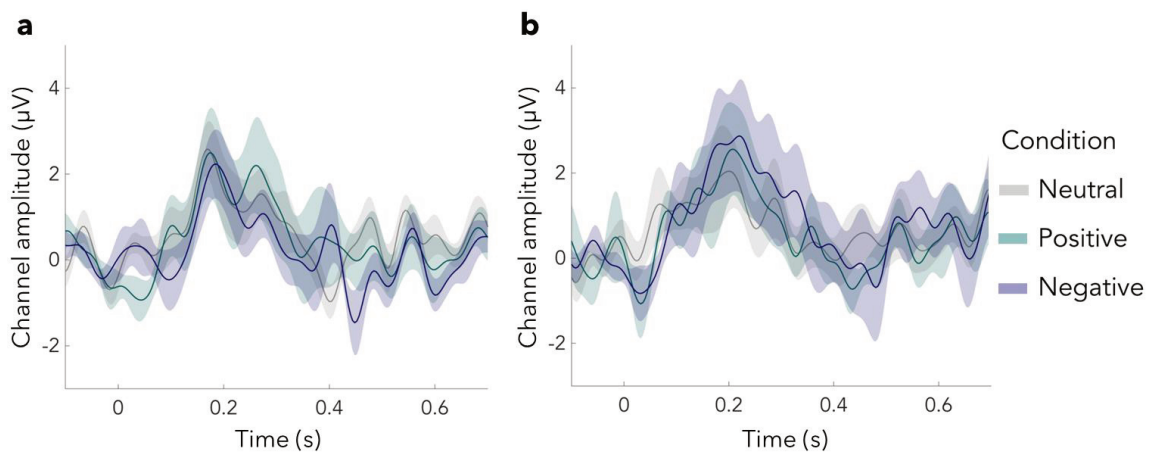 a
Channel amplitude (µV)
4
2
0
-2
0
0.2
0.4
0.6
Time (s)
b
Channel amplitude (µV)
4
2
0
-2
0
0.2
0.4
0.6
Time (s)
Condition
Neutral
Positive
Negative